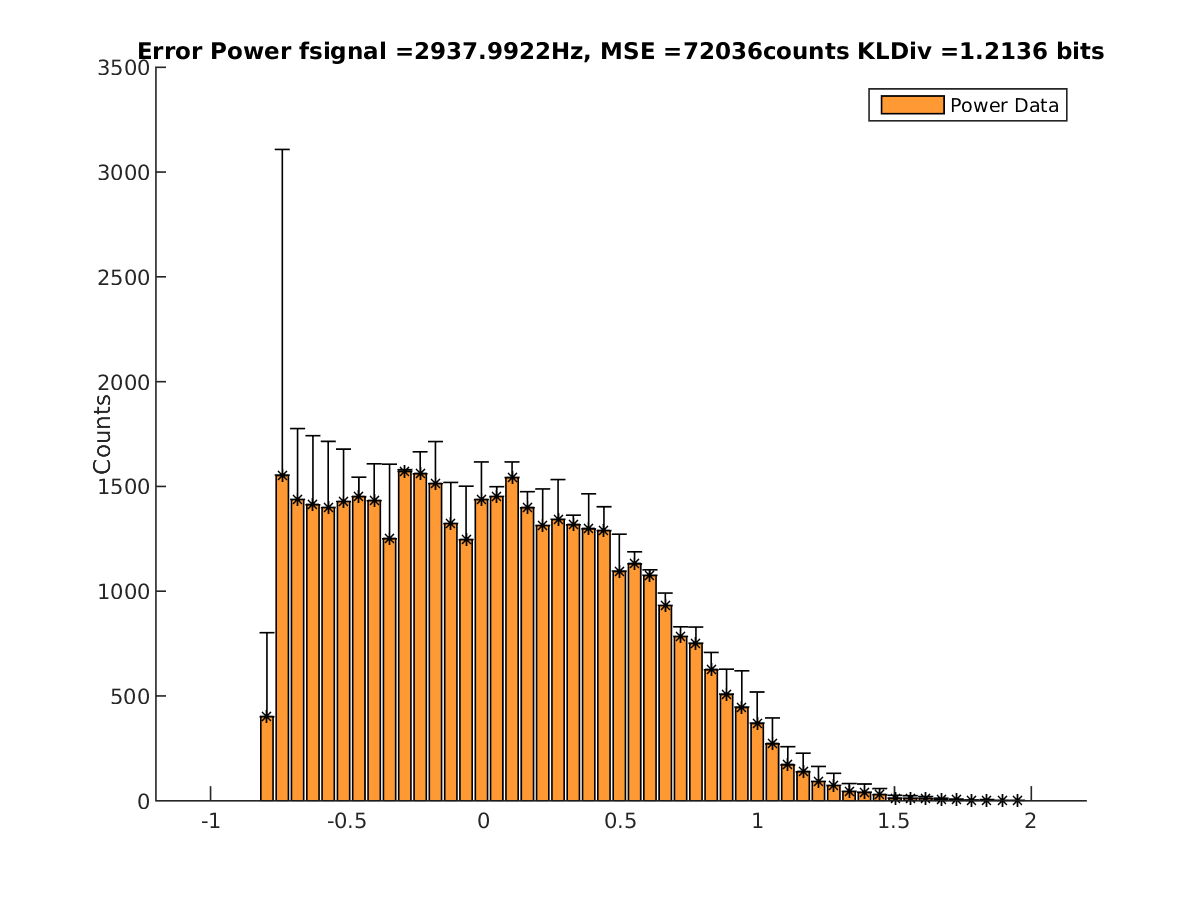 Error Power fsignal =2937.9922Hz, MSE =72036counts KLDiv =1.2136 bits
Power Data
3500
3000
2500
2000
1500
1000
500
0
Counts
-1 -0.5 0 0.5 1 1.5 2